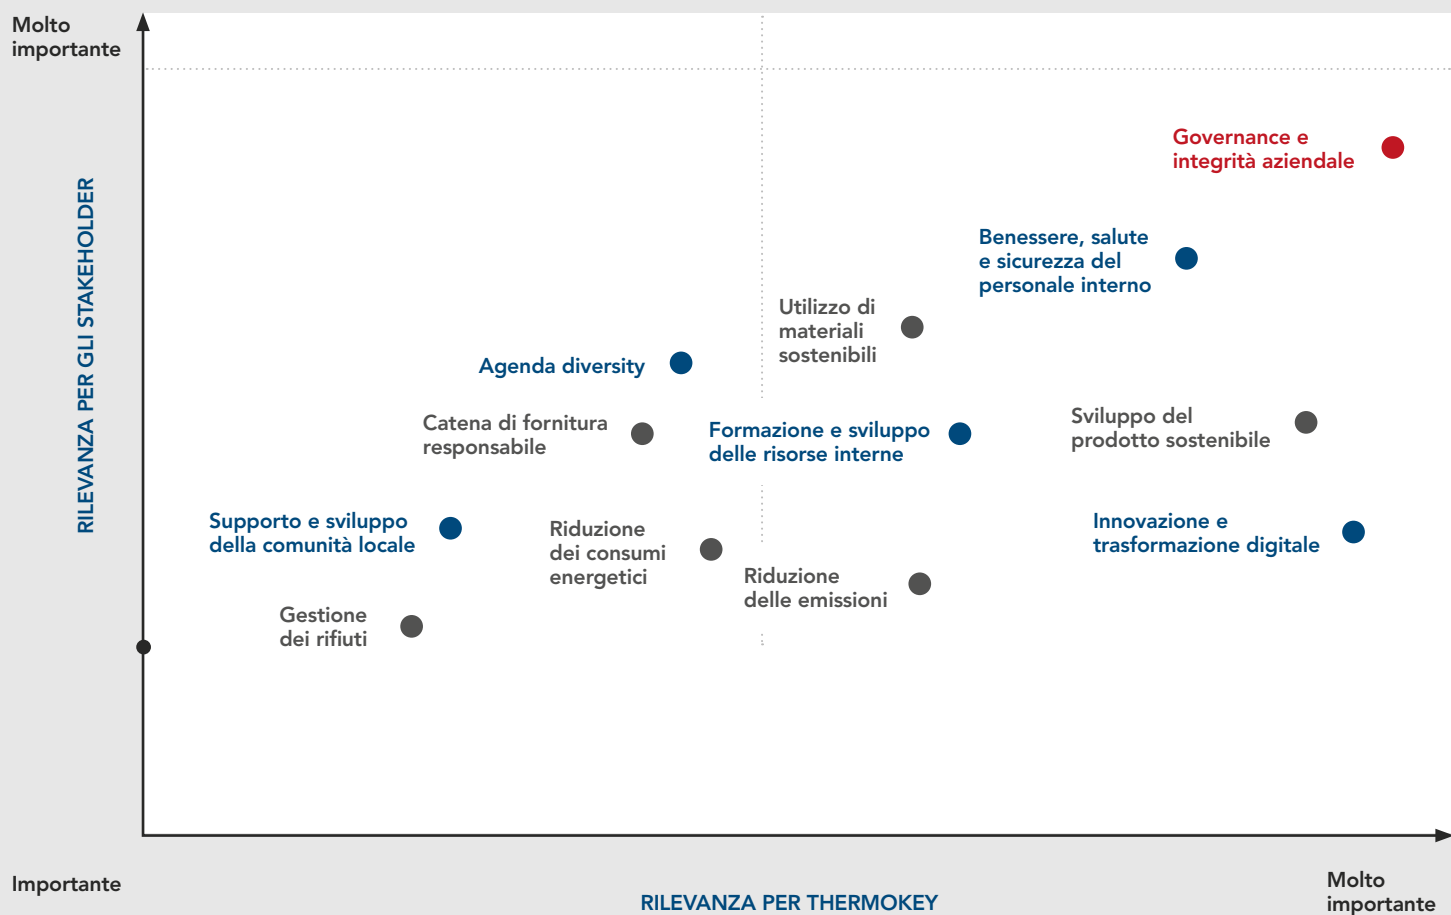 Molto
importante
RILEVANZA PER GLI STAKEHOLDER
Governance e
integrità aziendale
Benessere, salute
e sicurezza del
personale interno
Utilizzo di
materiali
sostenibili
Agenda diversity
Catena di fornitura
responsabile
Formazione e sviluppo
delle risorse interne
Sviluppo del
prodotto sostenibile
Supporto e sviluppo
della comunità locale
Riduzione
dei consumi
energetici
Innovazione e
trasformazione digitale
Riduzione
delle emissioni
Gestione
dei rifiuti
Importante
RILEVANZA PER THERMOKEY
Molto
importante